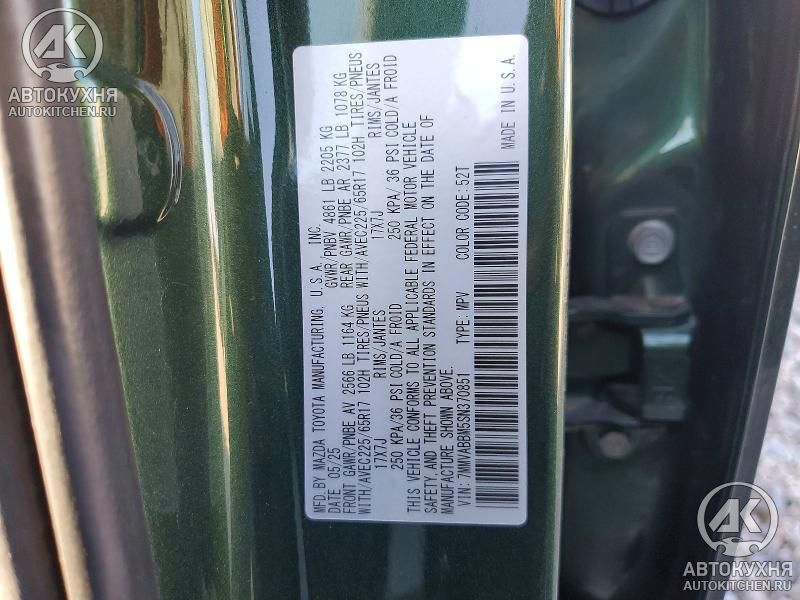 MFD.BY MAZDA TOYOTA MANUFACTURING, U.S.A., INC.
DATE 05/25 GVWR/PNBV 4861 LB 2205 KG
FRONT GAWR/PNBE AV 2566 LB 1164 KG REAR GAWR/PNBE AR 2377 LB 1078 KG
WITH/AVEC225/65R17 102H TIRES/PNEUS WITH/AVEC225/65R17 102H TIRES/PNEUS
17X7J RIMS/JANTES 17X7J RIMS/JANTES
250 KPA/36 PSI COLD/A FROID 250 KPA/ 36 PSI COLD/A FROID
THIS VEHICLE CONFORMS TO ALL APPLICABLE FEDERAL MOTOR VEHICLE
SAFETY,AND THEFT PREVENTION STANDARDS IN EFFECT ON THE DATE OF
MANUFACTURE SHOWN ABOVE.
VIN: 7MMVABBM5SN370851 TYPE: MPV COLOR CODE: 52T
MADE IN U.S.A.
АК
АВТОКУХНЯ
AUTOKITCHEN.RU
АК
АВТОКУХНЯ
AUTOKITCHEN.RU